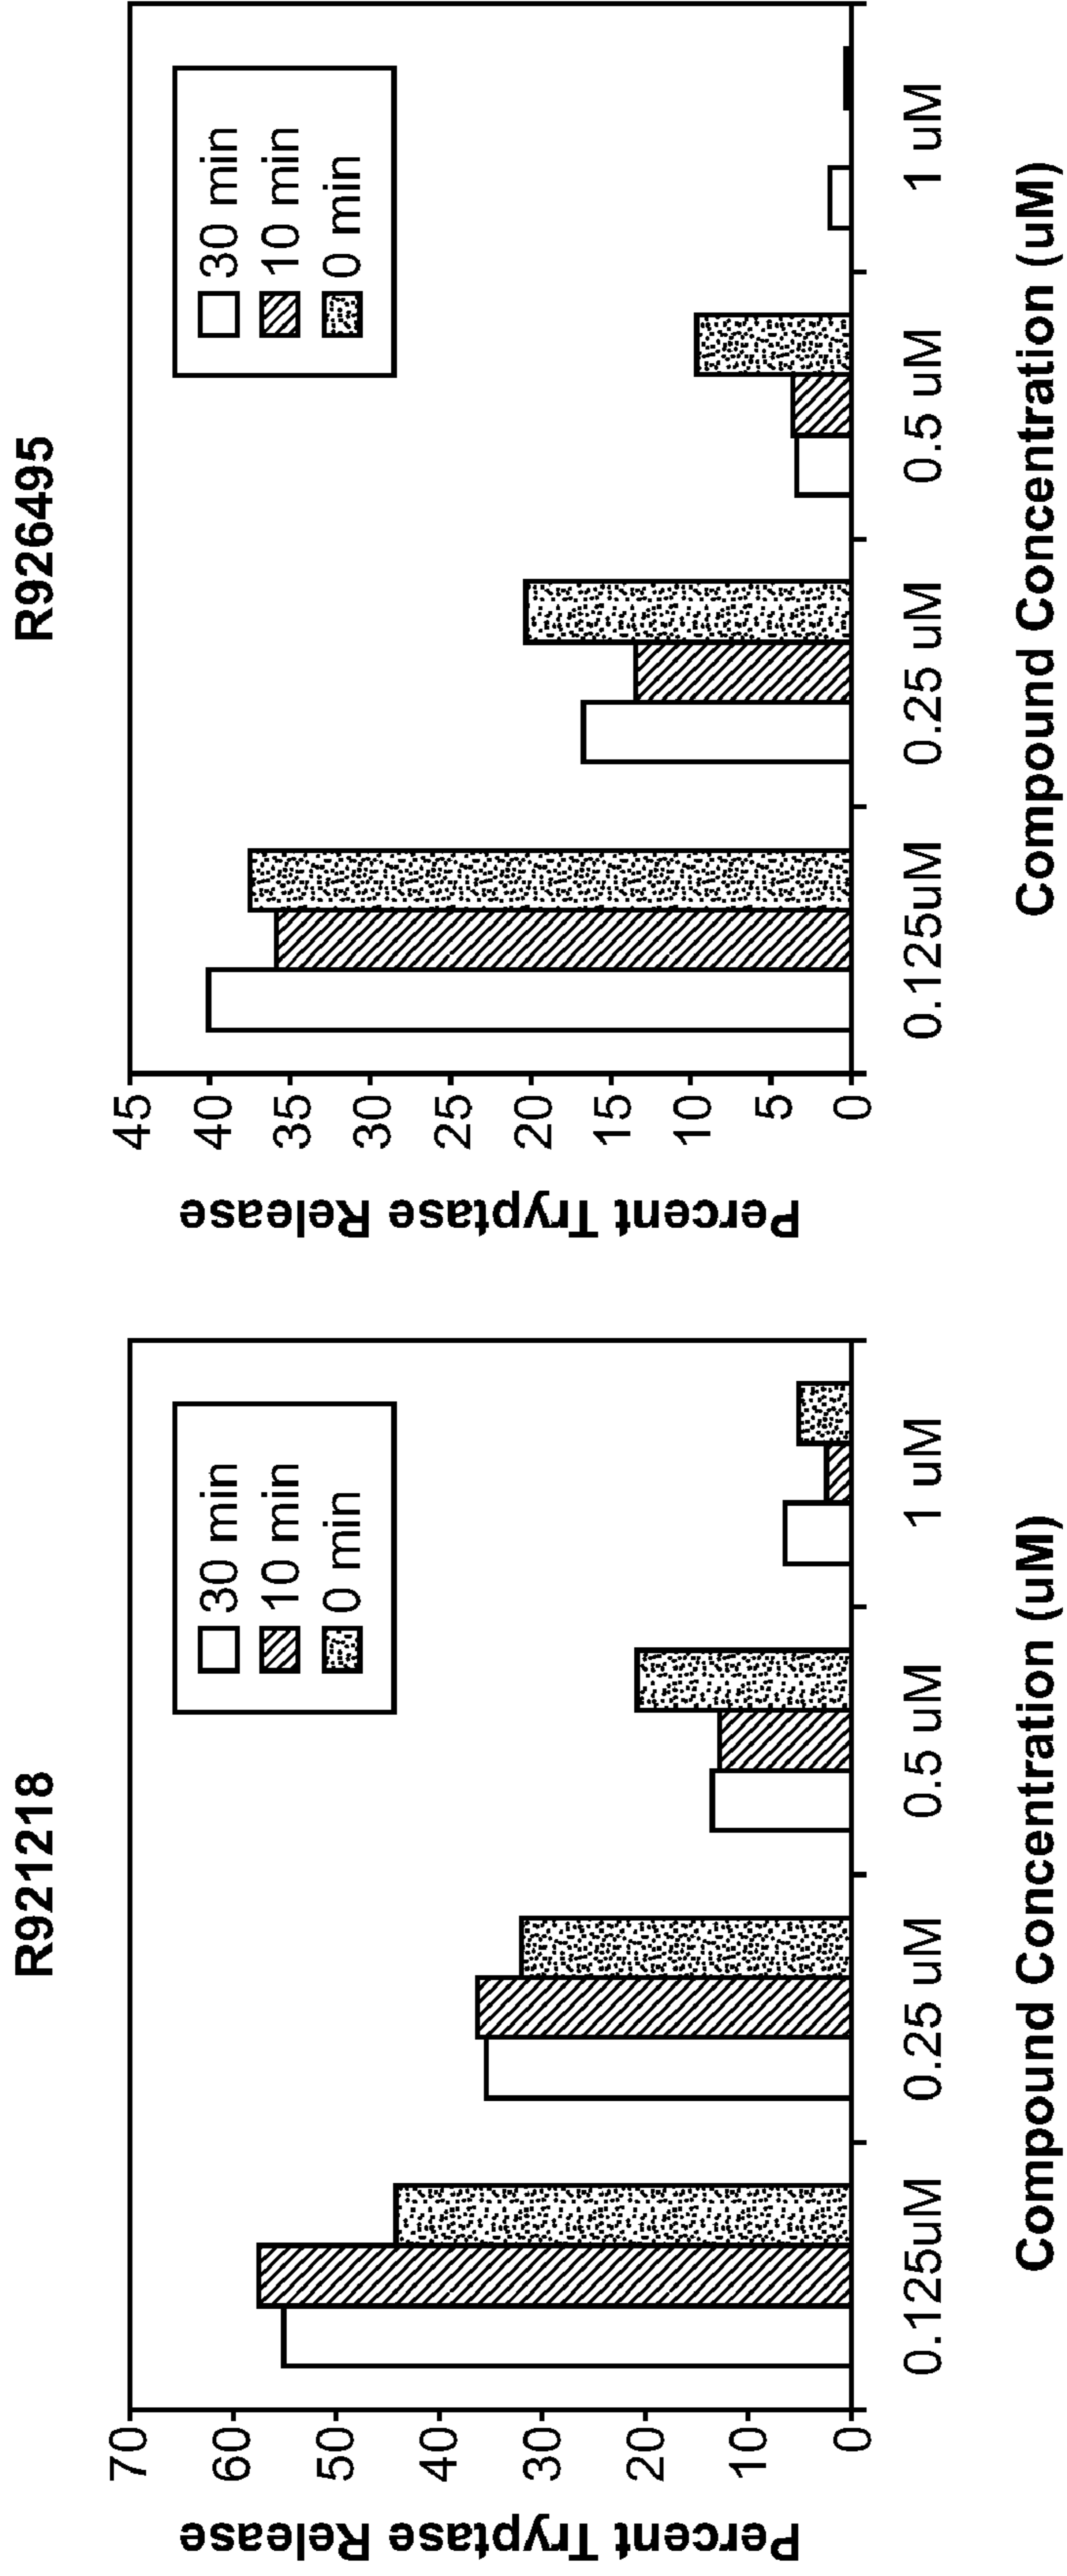 R921218
Percent Tryptase Release
70
60
50
40
30
20
10
0
30 min
10 min
0 min
0.125uM
0.25 uM
0.5 uM
1 uM
Compound Concentration (uM)
R926495
Percent Tryptase Release
45
40
35
30
25
20
15
10
5
0
30 min
10 min
0 min
0.125uM
0.25 uM
0.5 uM
1 uM
Compound Concentration (uM)